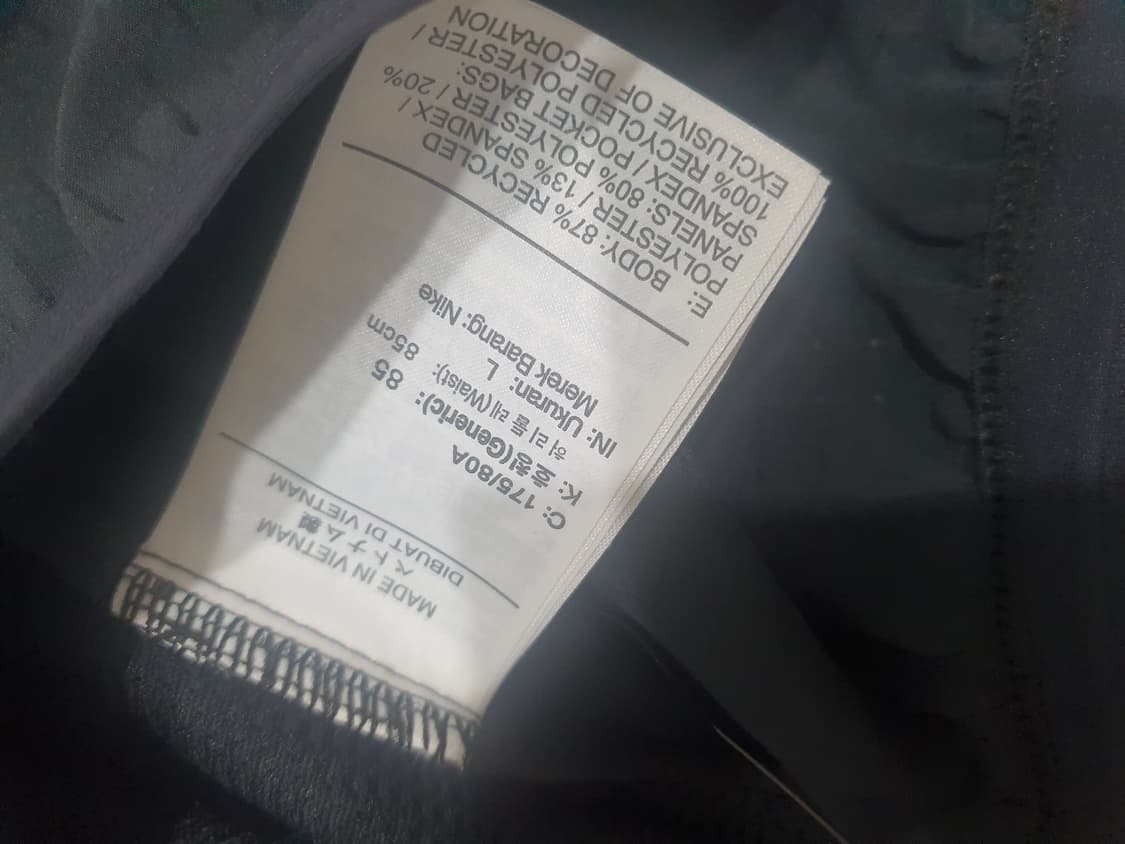 MADE IN VIETNAM
ベトナム製
DIBUAT DI VIETNAM
C: 175/80A
K: 호칭(Generic): 85
허리둘레(Waist): 85cm
IN: Ukuran: L
Merek Barang: Nike
E: BODY: 87% RECYCLED
POLYESTER / 13% SPANDEX /
PANELS: 80% POLYESTER / 20%
SPANDEX / POCKET BAGS:
100% RECYCLED POLYESTER /
EXCLUSIVE OF DECORATION